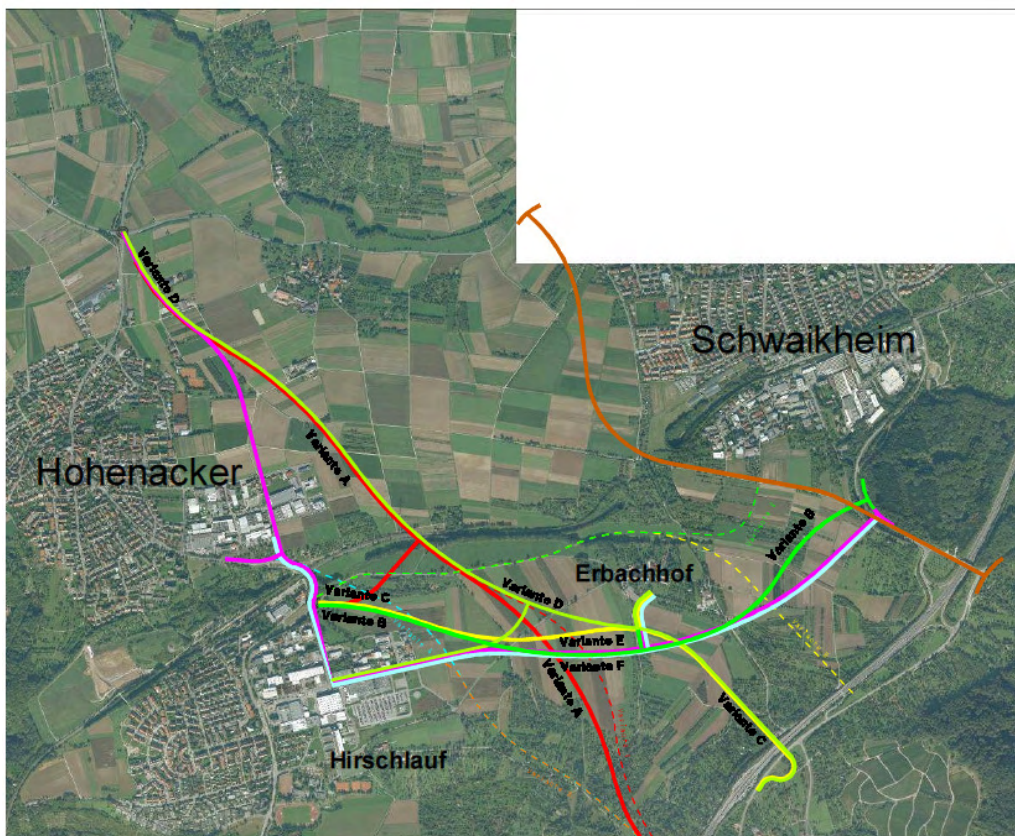 Variante D
Schwaikheim
Variante A
Hohenacker
Variante B
Erbachhof
Variante C
Variante D
Variante B
Variante E
Variante F
Variante A
Variante C
Hirschlauf